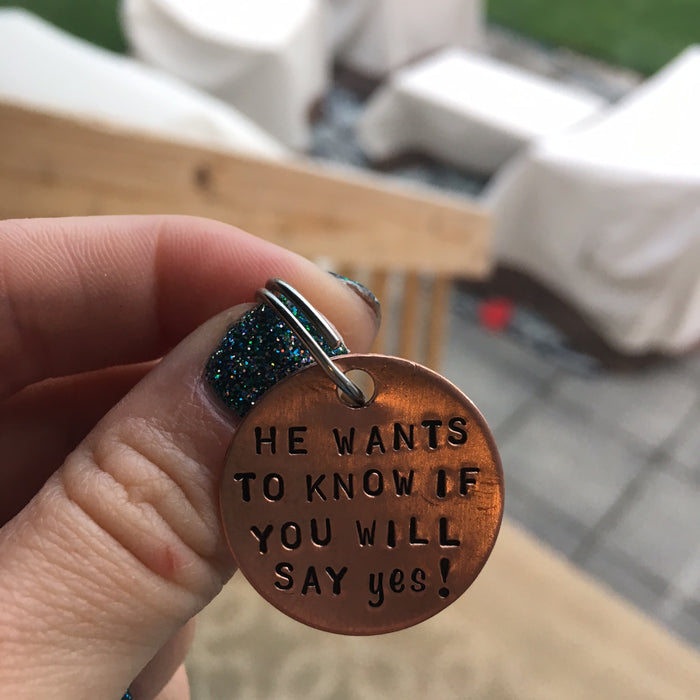 HE WANTS
TO KNOW IF
YOU WILL
SAY yes!